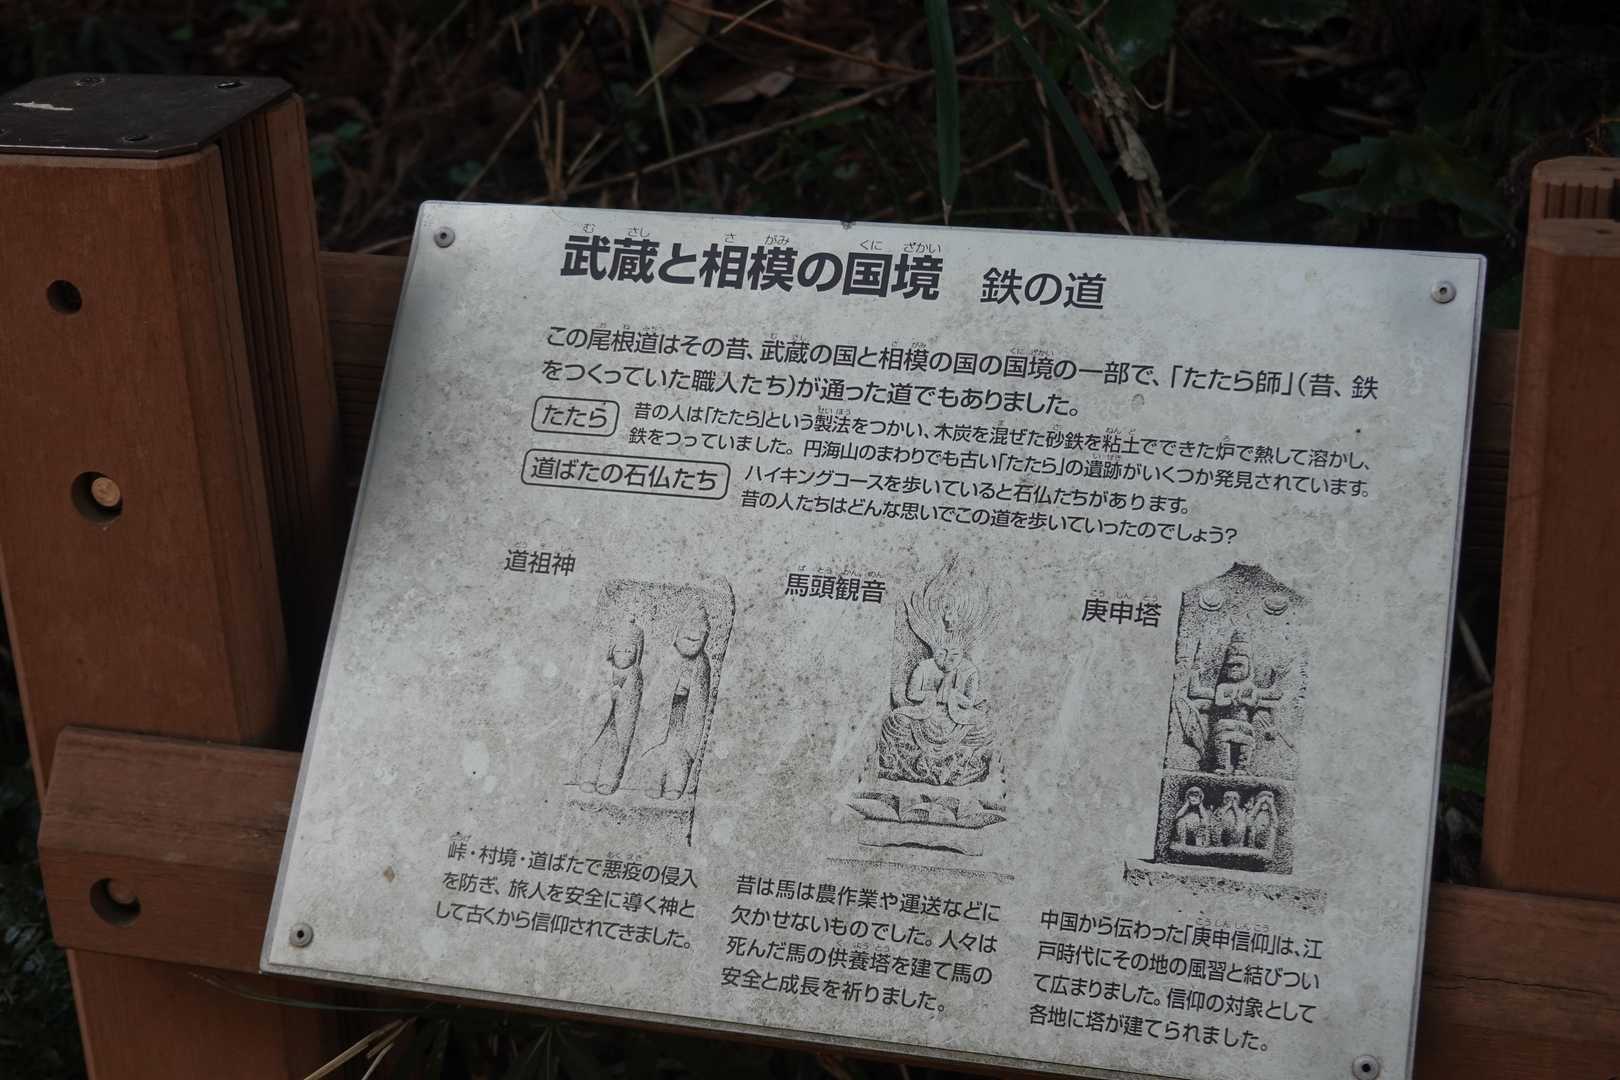 武蔵と相模の国境 鉄の道
この尾根道はその昔、武蔵の国と相模の国の国境の一部で、「たたら師」（昔、鉄
をつくっていた職人たち）が通った道でもありました。
たたら
昔の人は「たたら」という製法をつかい、木炭を混ぜた砂鉄を粘土でできた炉で熱して溶かし、
鉄をつっていました。円海山のまわりでも古い「たたら」の遺跡がいくつか発見されています。
道ばたの石仏たち
ハイキングコースを歩いていると石仏たちがあります。
昔の人たちはどんな思いでこの道を歩いていったのでしょう?
道祖神
峠・村境・道ばたで悪疫の侵入
を防ぎ、旅人を安全に導く神と
して古くから信仰されてきました。
馬頭観音
昔は馬は農作業や運送などに
欠かせないものでした。人々は
死んだ馬の供養塔を建て馬の
安全と成長を祈りました。
庚申塔
中国から伝わった「庚申信仰」は、江
戸時代にその地の風習と結びつい
て広まりました。信仰の対象として
各地に塔が建てられました。